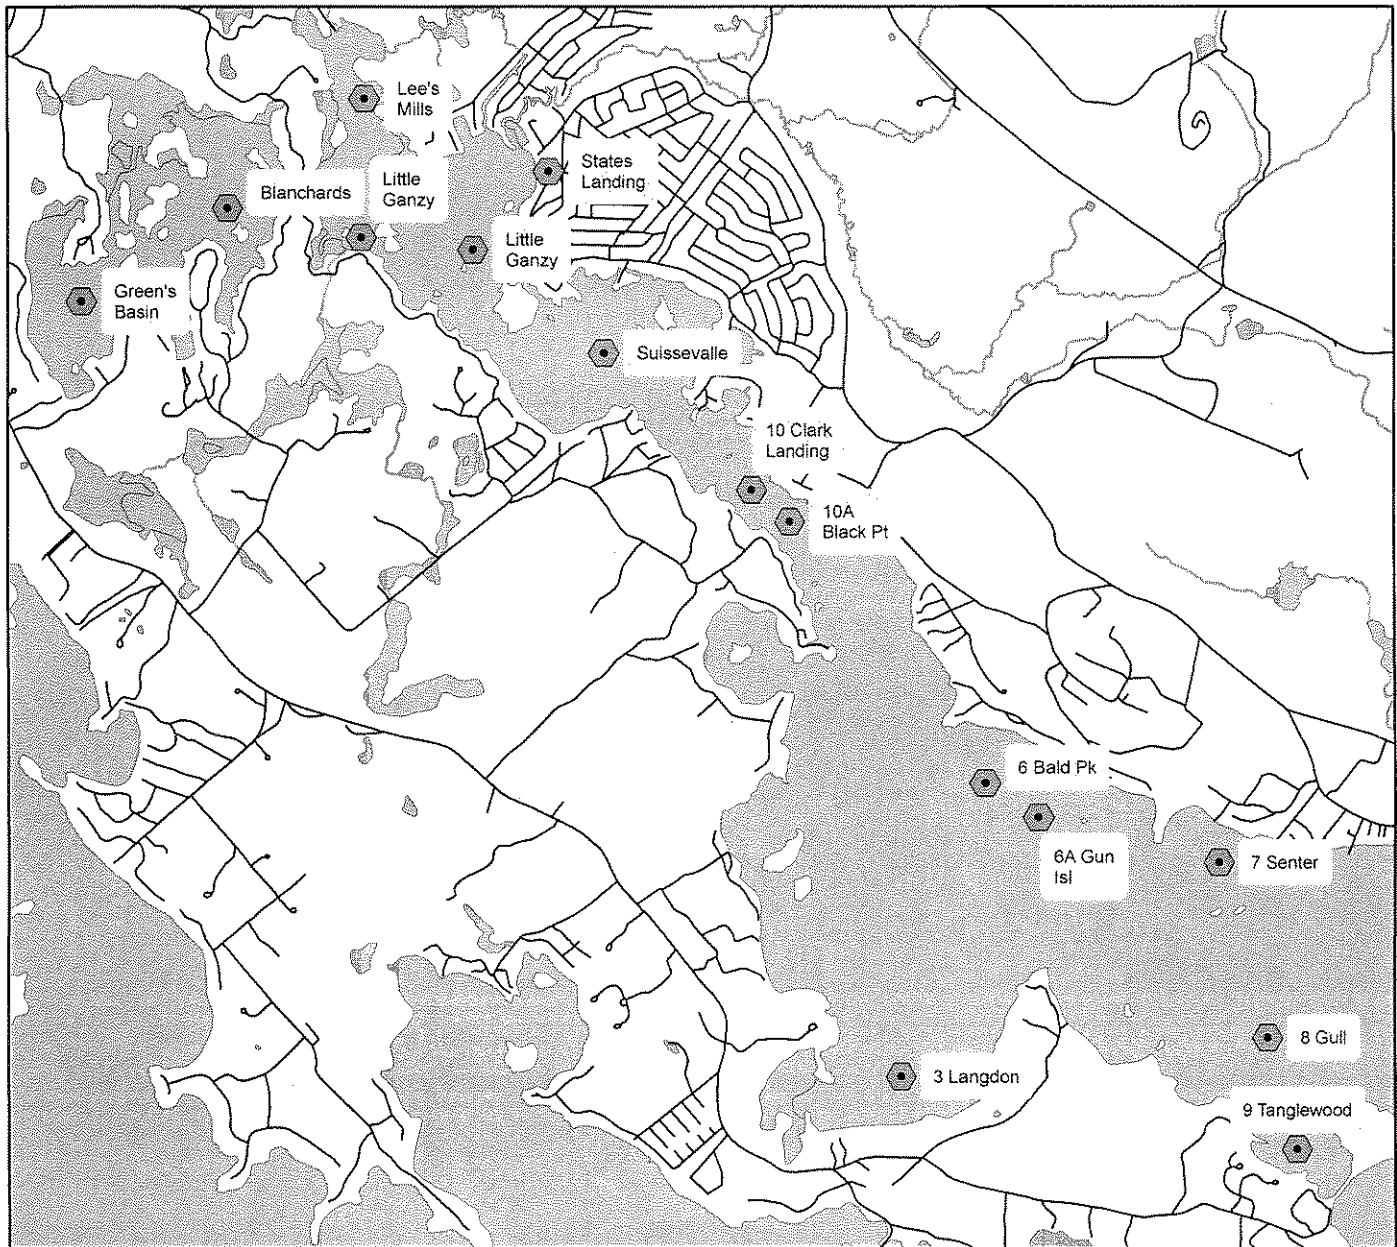 Lee's
Mills
States
Landing
Blanchards
Little
Ganzy
Little
Ganzy
Green's
Basin
Suissevalle
10 Clark
Landing
10A
Black Pt
6 Bald Pk
6A Gun
Isl
7 Senter
8 Gull
3 Langdon
9 Tanglewood